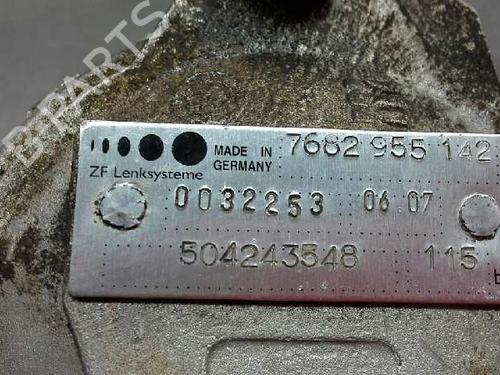 B-PARTS
MADE IN GERMANY 7682 955 142
ZF Lenksysteme
0032253 06.07
504243548 115